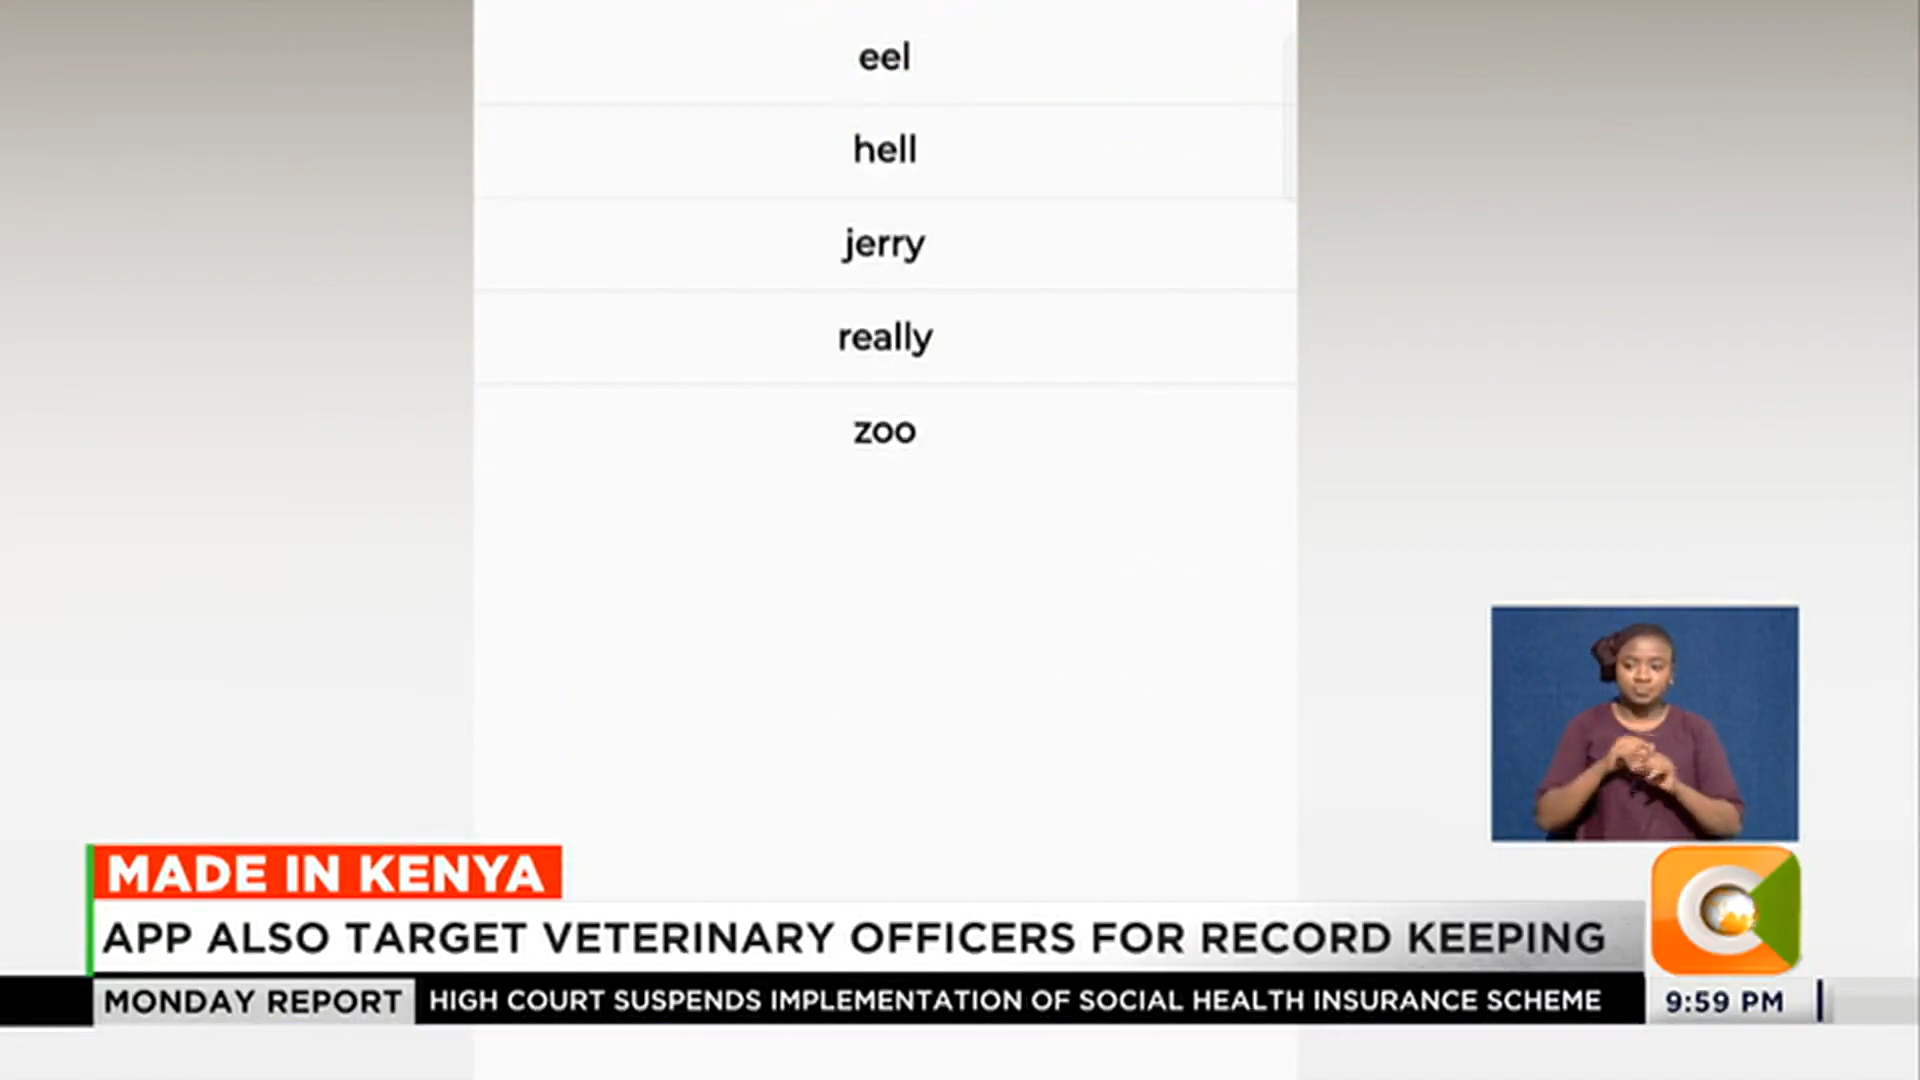 eel
hell
jerry
really
zoo
MADE IN KENYA
APP ALSO TARGET VETERINARY OFFICERS FOR RECORD KEEPING
MONDAY REPORT HIGH COURT SUSPENDS IMPLEMENTATION OF SOCIAL HEALTH INSURANCE SCHEME 9:59 PM